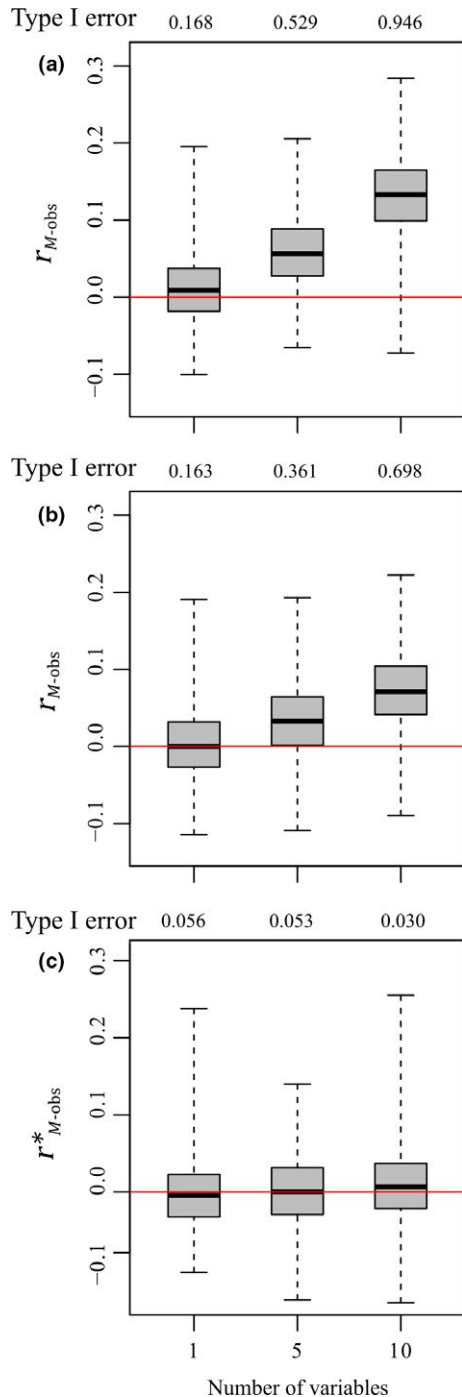 Type I error 0.168 0.529 0.946
(a)
0.3
0.2
0.1
0.0
−0.1
r M-obs
Type I error 0.163 0.361 0.698
(b)
0.3
0.2
0.1
0.0
−0.1
r M-obs
Type I error 0.056 0.053 0.030
(c)
0.3
0.2
0.1
0.0
−0.1
r* M-obs
1 5 10
Number of variables